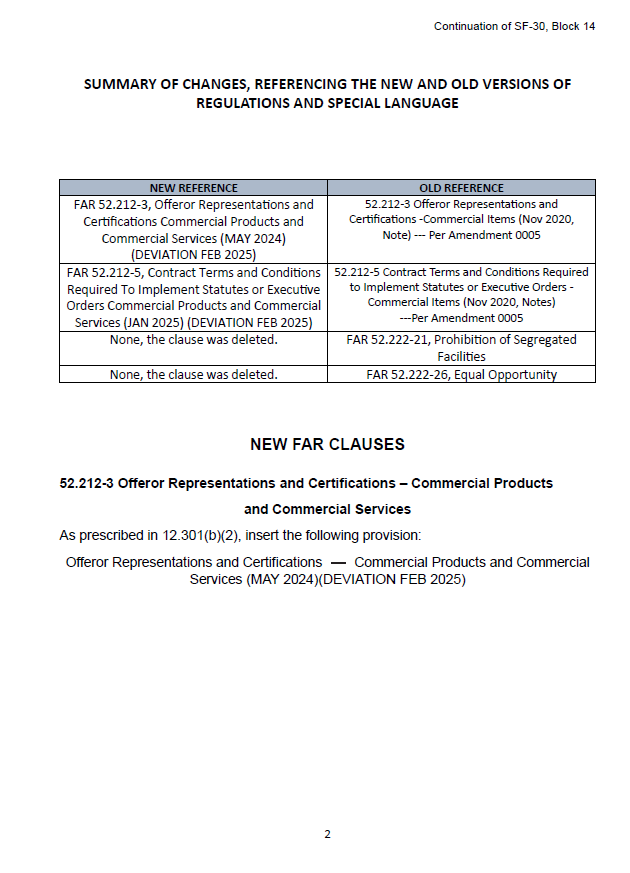 Continuation of SF-30, Block 14
SUMMARY OF CHANGES, REFERENCING THE NEW AND OLD VERSIONS OF
REGULATIONS AND SPECIAL LANGUAGE
NEW REFERENCE
OLD REFERENCE
FAR 52.212-3, Offeror Representations and
Certifications Commercial Products and
Commercial Services (MAY 2024)
(DEVIATION FEB 2025)
52.212-3 Offeror Representations and
Certifications -Commercial Items (Nov 2020,
Note) --- Per Amendment 0005
FAR 52.212-5, Contract Terms and Conditions
Required To Implement Statutes or Executive
Orders Commercial Products and Commercial
Services (JAN 2025) (DEVIATION FEB 2025)
52.212-5 Contract Terms and Conditions Required
to Implement Statutes or Executive Orders -
Commercial Items (Nov 2020, Notes)
---Per Amendment 0005
None, the clause was deleted.
FAR 52.222-21, Prohibition of Segregated
Facilities
None, the clause was deleted.
FAR 52.222-26, Equal Opportunity
NEW FAR CLAUSES
52.212-3 Offeror Representations and Certifications – Commercial Products
and Commercial Services
As prescribed in 12.301(b)(2), insert the following provision:
Offeror Representations and Certifications — Commercial Products and Commercial
Services (MAY 2024)(DEVIATION FEB 2025)
2